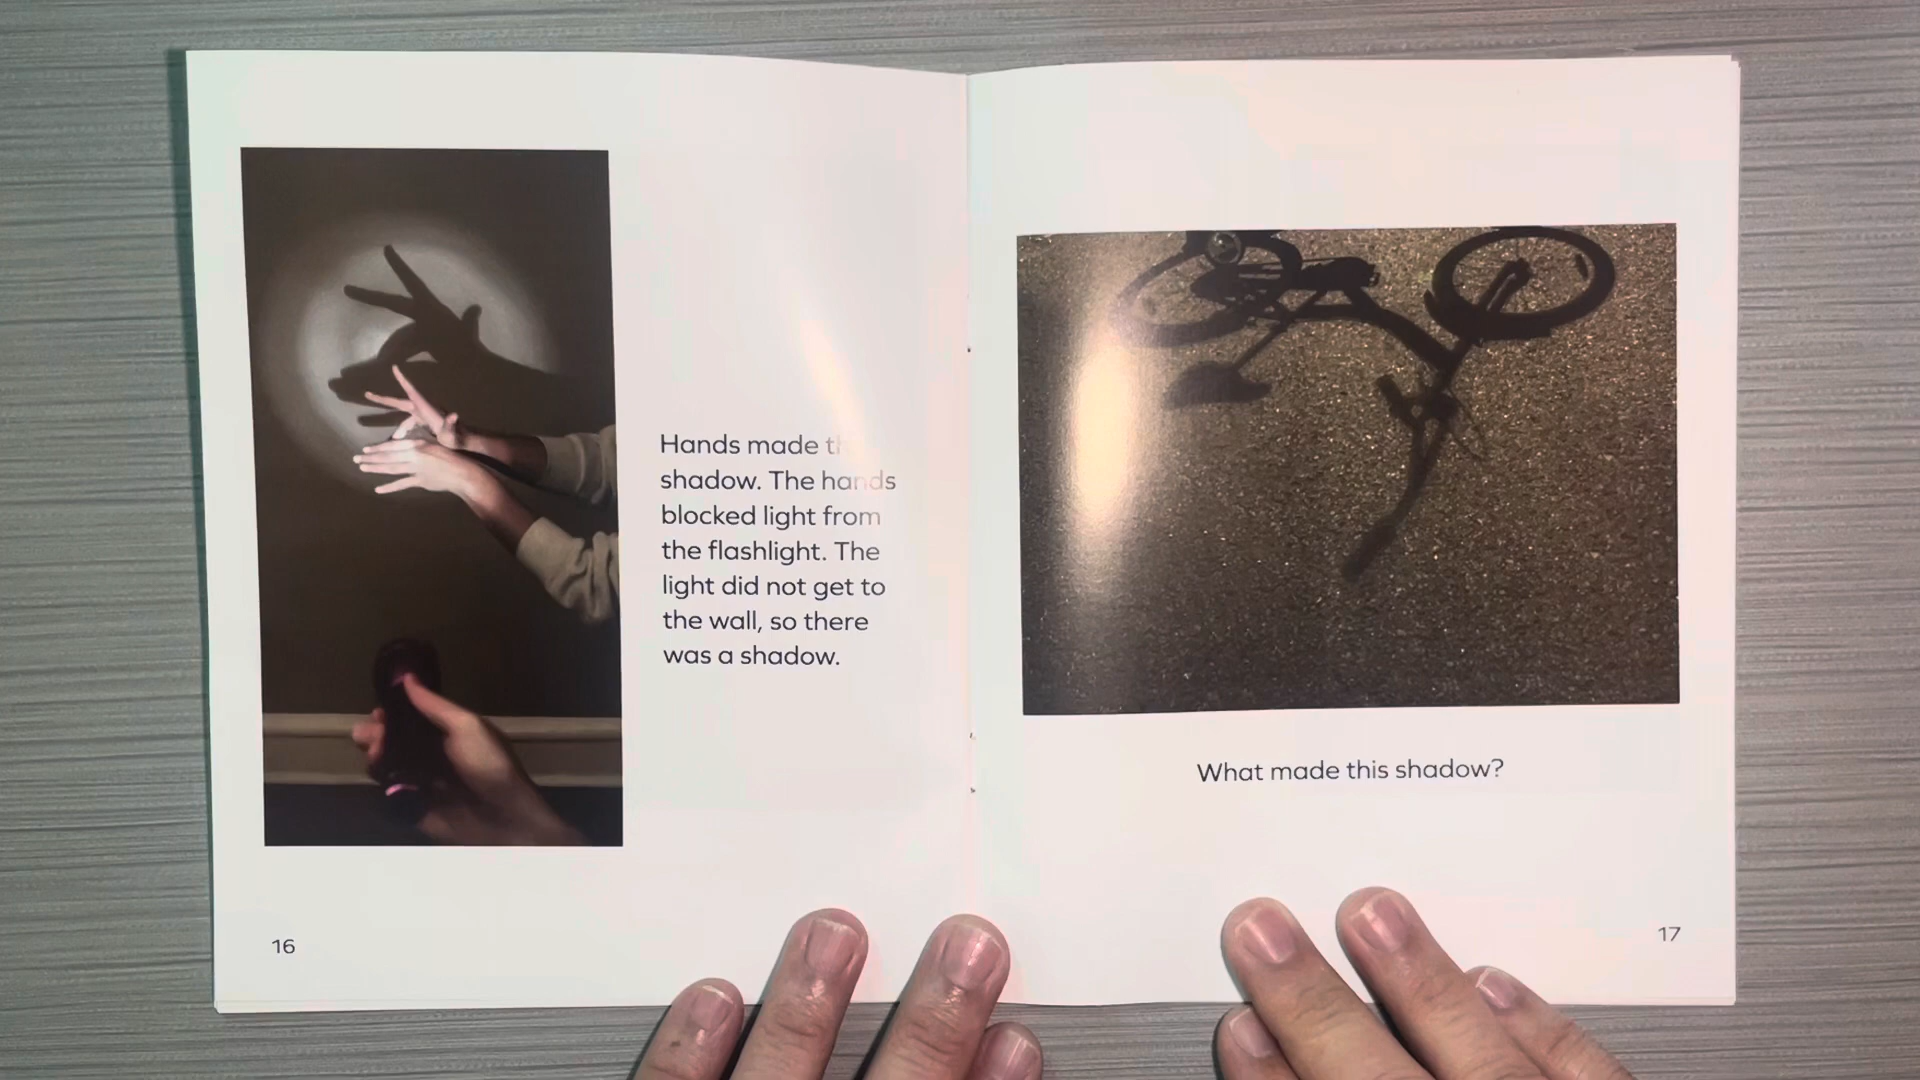 Hands made
shadow. The hands
blocked light from
the flashlight. The
light did not get to
the wall, so there
was a shadow.
16
What made this shadow?
17